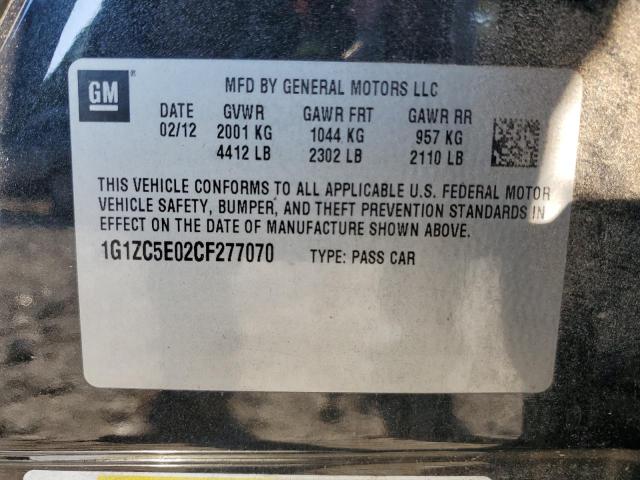 GM ® MFD BY GENERAL MOTORS LLC
DATE GVWR GAWR FRT GAWR RR
02/12 2001 KG 1044 KG 957 KG
4412 LB 2302 LB 2110 LB
THIS VEHICLE CONFORMS TO ALL APPLICABLE U.S. FEDERAL MOTOR
VEHICLE SAFETY, BUMPER, AND THEFT PREVENTION STANDARDS IN
EFFECT ON THE DATE OF MANUFACTURE SHOWN ABOVE.
1G1ZC5E02CF277070 TYPE: PASS CAR